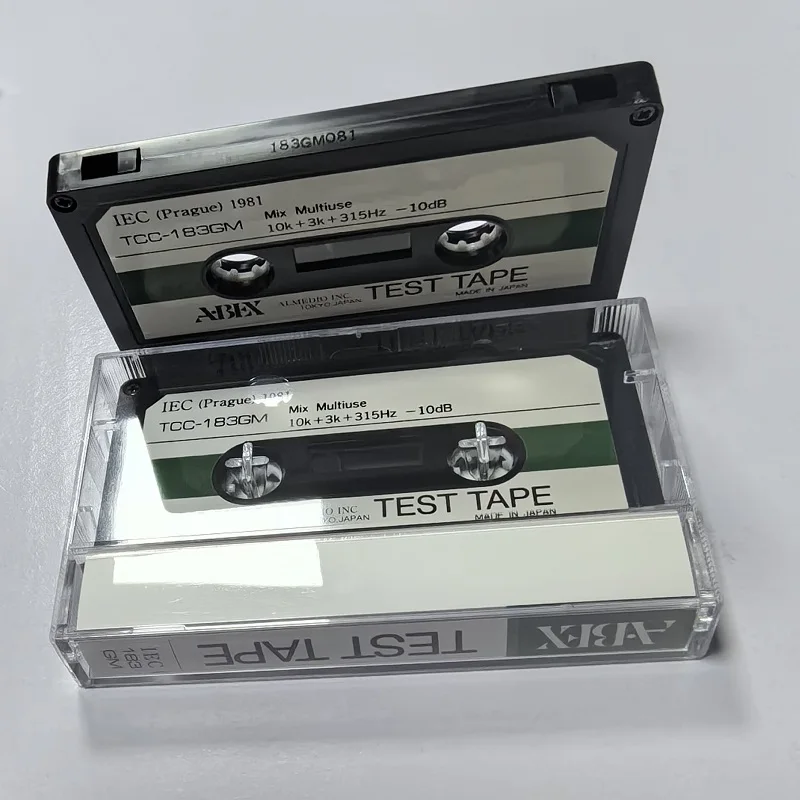 183GM081
IEC (Prague) 1981
TCC-183GM
Mix Multiuse
10k+3k+315Hz -10dB
ABEX
ALMEDIO INC.
TOKYO,JAPAN
TEST TAPE
MADE IN JAPAN
IEC (Prague) 1981
TCC-183GM
Mix Multiuse
10k+3k+315Hz -10dB
INC
JAPAN
TEST TAPE
MADE IN JAPAN
ABEX
TEST TAPE
IEC
183
GM